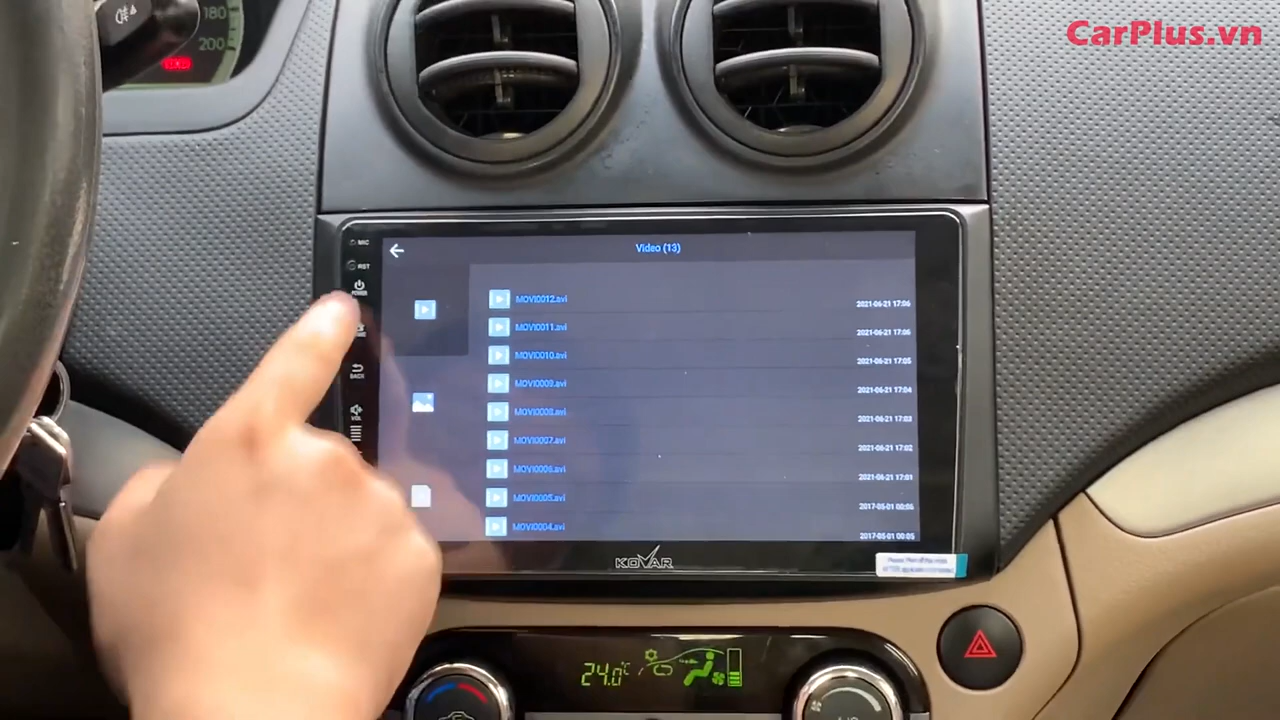 180
200
CarPlus.vn
MIC
RST
POWER
BACK
VOL
Video (13)
MOVI0012.avi 2021-06-21 17:06
MOVI0011.avi 2021-06-21 17:06
MOVI0010.avi 2021-06-21 17:05
MOVI0009.avi 2021-06-21 17:04
MOVI0008.avi 2021-06-21 17:03
MOVI0007.avi 2021-06-21 17:02
MOVI0006.avi 2021-06-21 17:01
MOVI0005.avi 2017-05-01 00:06
MOVI0004.avi 2017-05-01 00:05
KOVAR
24.0°C